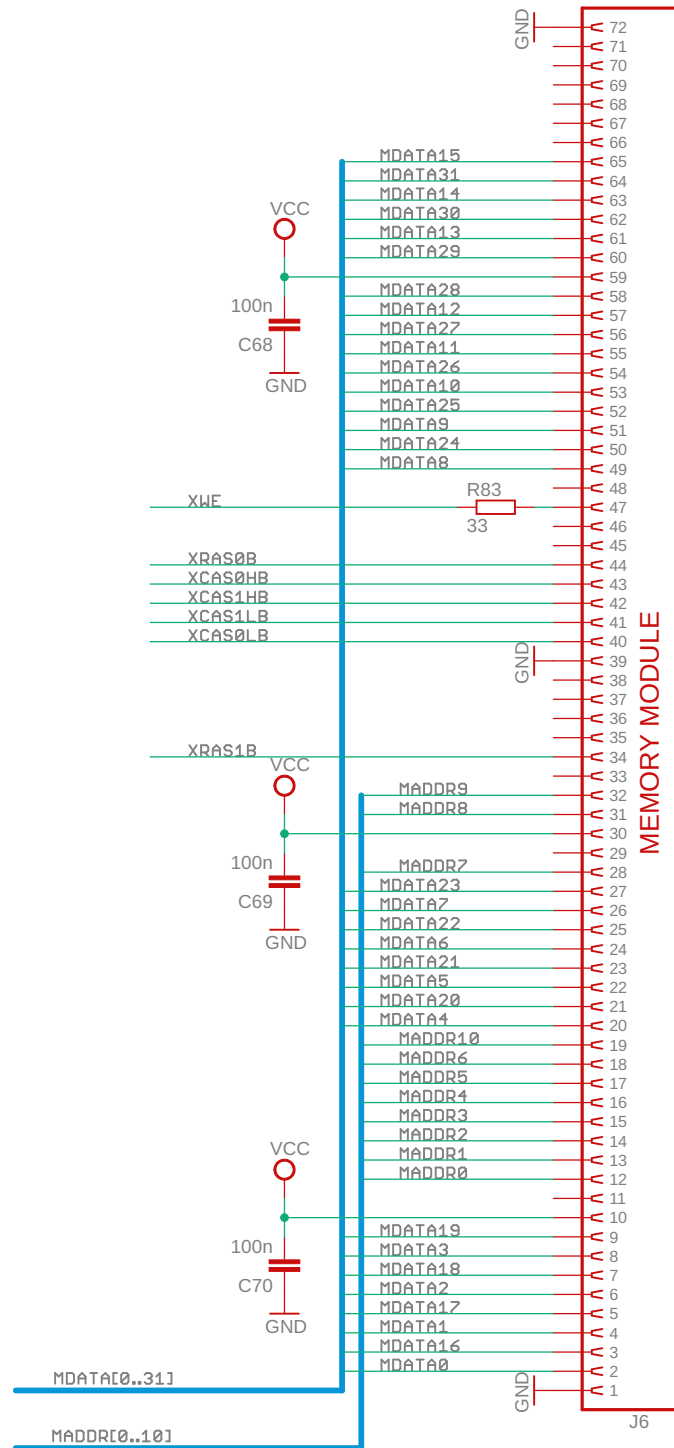 GND 72
71
70
69
68
67
66
MDATA15 65
MDATA31 64
MDATA14 63
VCC MDATA30 62
MDATA13 61
MDATA29 60
59
MDATA28 58
100n MDATA12 57
MDATA27 56
C68 MDATA11 55
MDATA26 54
GND MDATA10 53
MDATA25 52
MDATA9 51
MDATA24 50
MDATA8 49
R83 48
XWE 47
33 46
45
XRAS0B 44
XCAS0HB 43
XCAS1HB 42
XCAS1LB 41
XCAS0LB 40
GND 39
38
37
36
35
XRAS1B 34
VCC 33
MADDR9 32
MADDR8 31
30
100n 29
MADDR7 28
C69 MDATA23 27
MDATA7 26
GND MDATA22 25
MDATA6 24
MDATA21 23
MDATA5 22
MDATA20 21
MDATA4 20
MADDR10 19
MADDR6 18
MADDR5 17
MADDR4 16
MADDR3 15
VCC MADDR2 14
MADDR1 13
MADDR0 12
11
10
100n MDATA19 9
MDATA3 8
C70 MDATA18 7
MDATA2 6
GND MDATA17 5
MDATA1 4
MDATA16 3
MDATA0 2
MDATA[0..31] GND 1
MEMORY MODULE
J6
MADDR[0..10]